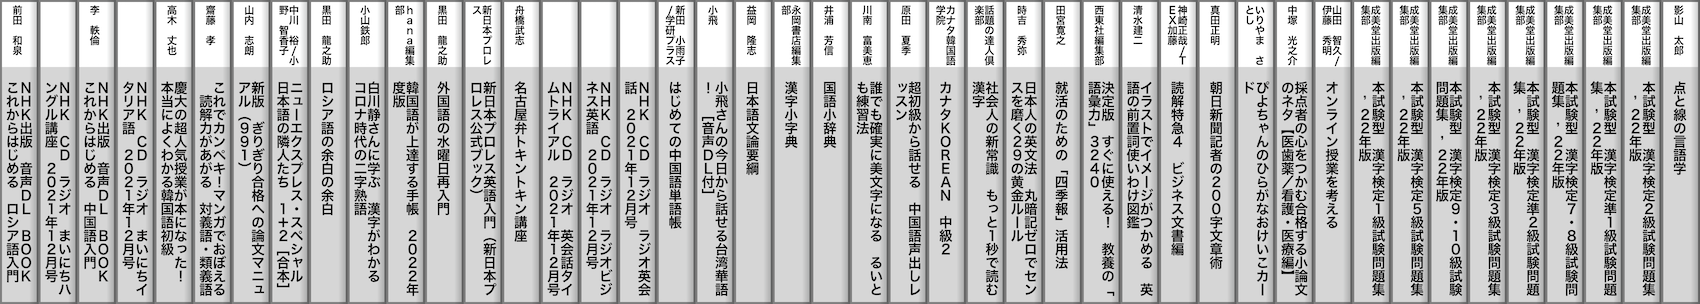 影山　太郎
点と線の言語学
成美堂出版編
集部
本試験型　漢字検定２級試験問題集
’，２２年版
成美堂出版編
集部
本試験型　漢字検定準１級試験問題
集　’，２２年版
成美堂出版編
集部
本試験型　漢字検定７・８級試験問
題集　’，２２年版
成美堂出版編
集部
本試験型　漢字検定準２級試験問題
集　’，２２年版
成美堂出版編
集部
本試験型　漢字検定３級試験問題集
’，２２年版
成美堂出版編
集部
本試験型　漢字検定９・１０級試験
問題集　’，２２年版
成美堂出版編
集部
本試験型　漢字検定５級試験問題集
’，２２年版
成美堂出版編
集部
本試験型　漢字検定１級試験問題集
’，２２年版
山田　智久／
伊藤　秀明
オンライン授業を考える
中塚　光之介
採点者の心をつかむ合格する小論文
のネタ【医歯薬／看護・医療編】
いりやま　さ
とし
ぴよちゃんのひらがなおけいこカー
ド
真田正明
朝日新聞記者の２００字文章術
神崎正哉／Ｔ
ＥＸ加藤
読解特急４　ビジネス文書編
清水建二
イラストでイメージがつかめる　英
語の前置詞使いわけ図鑑
西東社編集部
決定版　すぐに使える！　教養の「
語彙力」３２４０
田宮寛之
就活のための「四季報」活用法
時吉　秀弥
日本人の英文法　丸暗記ゼロでセン
スを磨く２９の黄金ルール
話題の達人倶
楽部
社会人の新常識　もっと１秒で読む
漢字
カナタ韓国語
学院
カナタＫＯＲＥＡＮ　中級２
原田　夏季
超初級から話せる　中国語声出しレ
ッスン
川南　富美恵
誰でも確実に美文字になる　るいと
も練習法
井浦　芳信
国語小辞典
永岡書店編集
部
漢字小字典
益岡　隆志
日本語文論要綱
小飛
小飛さんの今日から話せる台湾華語
！　［音声ＤＬ付］
新田　小雨子
／学研プラス
はじめての中国語単語帳
ＮＨＫ　ＣＤ　ラジオ　ラジオ英会
話　２０２１年１２月号
ＮＨＫ　ＣＤ　ラジオ　ラジオビジ
ネス英語　２０２１年１２月号
ＮＨＫ　ＣＤ　ラジオ　英会話タイ
ムトライアル　２０２１年１２月号
舟橋武志
名古屋弁トキントキン講座
新日本プロレ
ス
新日本プロレス英語入門（新日本プ
ロレス公式ブック）
黒田　龍之助
外国語の水曜日再入門
ｈａｎａ編集
部
韓国語が上達する手帳　２０２２年
度版
小山鉄郎
白川静さんに学ぶ　漢字がわかる
コロナ時代の二字熟語
黒田　龍之助
ロシア語の余白の余白
中川　裕／小
野　智香子
ニューエクスプレス・スペシャル
日本語の隣人たち　１＋２［合本］
山内　志朗
新版　ぎりぎり合格への論文マニュ
アル（９９１）
齋藤　孝
これでカンペキ！マンガでおぼえる
読解力があがる　対義語・類義語
高木　丈也
慶大の超人気授業が本になった！
本当によくわかる韓国語初級
ＮＨＫ　ＣＤ　ラジオ　まいにちイ
タリア語　２０２１年１２月号
李　軼倫
ＮＨＫ出版　音声ＤＬ　ＢＯＯＫ
これからはじめる　中国語入門
ＮＨＫ　ＣＤ　ラジオ　まいにちハ
ングル講座　２０２１年１２月号
前田　和泉
ＮＨＫ出版　音声ＤＬ　ＢＯＯＫ
これからはじめる　ロシア語入門